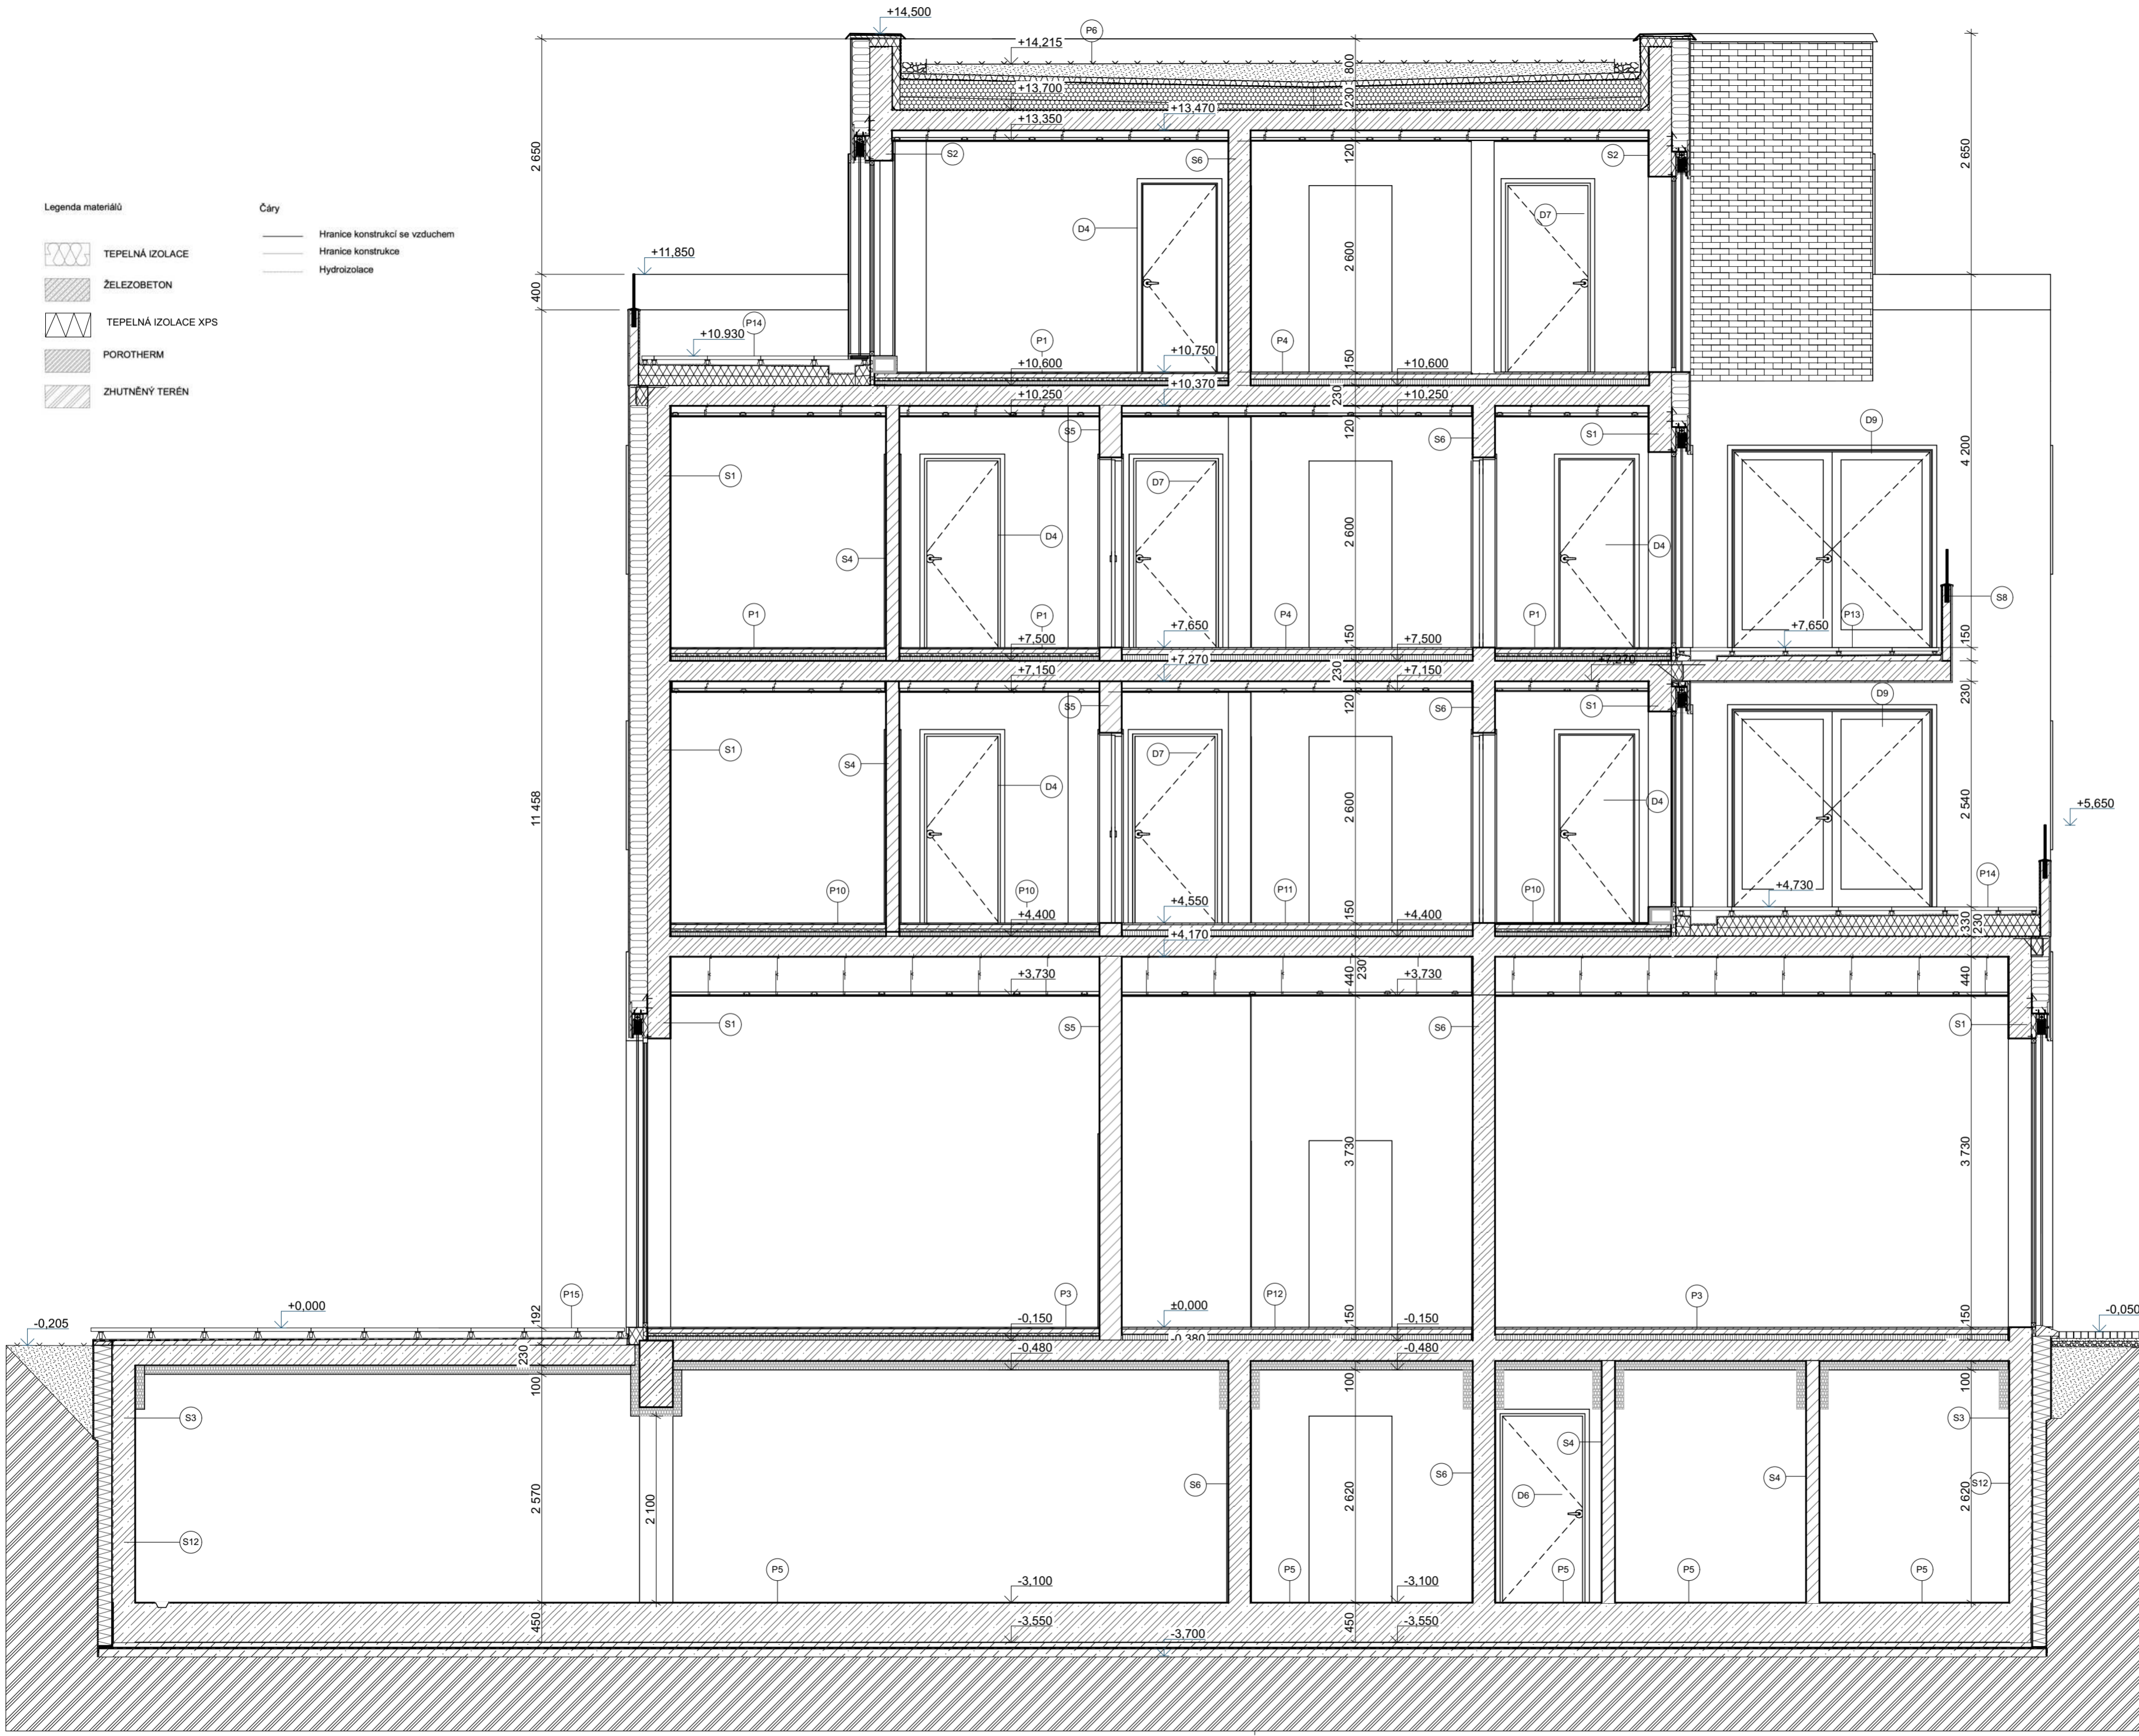 +14,500
P6
+14,215
800
+13,700
230
+13,470
+13,350
2 650
120
S2
S6
S2
2 650
Legenda materiálů
Čáry
Hranice konstrukcí se vzduchem
Hranice konstrukce
Hydroizolace
TEPELNÁ IZOLACE
ŽELEZOBETON
TEPELNÁ IZOLACE XPS
POROTHERM
ZHUTNĚNÝ TERÉN
D4
D7
+11,850
2 600
400
P14
+10.930
P1
P4
+10,750
+10,600
150
+10,600
+10,370
+10,250
230
+10,250
120
S5
S6
S1
D9
4 200
S1
D7
S4
D4
2 600
D4
S8
P1
P1
P4
P1
P13
+7,650
+7,650
+7,500
150
+7,500
150
+7,270
+7,150
230
+7,150
+7,270
230
120
S5
S6
S1
D9
S1
S4
D7
D4
D4
11 458
2 600
2 540
+5,650
P10
P10
P11
P10
P14
+4,730
+4,550
+4,400
150
+4,400
330
230
+4,170
440
230
440
+3,730
+3,730
S1
S5
S6
S1
3 730
3 730
P15
P3
P12
P3
+0,000
192
±0,000
-0,205
-0,150
150
-0,150
150
-0,050
-0,380
230
-0,480
-0,480
100
100
100
S3
S3
S4
S6
S6
S4
S12
2 570
2 100
2 620
D6
2 620
S12
P5
P5
P5
P5
P5
-3,100
-3,100
450
-3,550
450
-3,550
-3,700